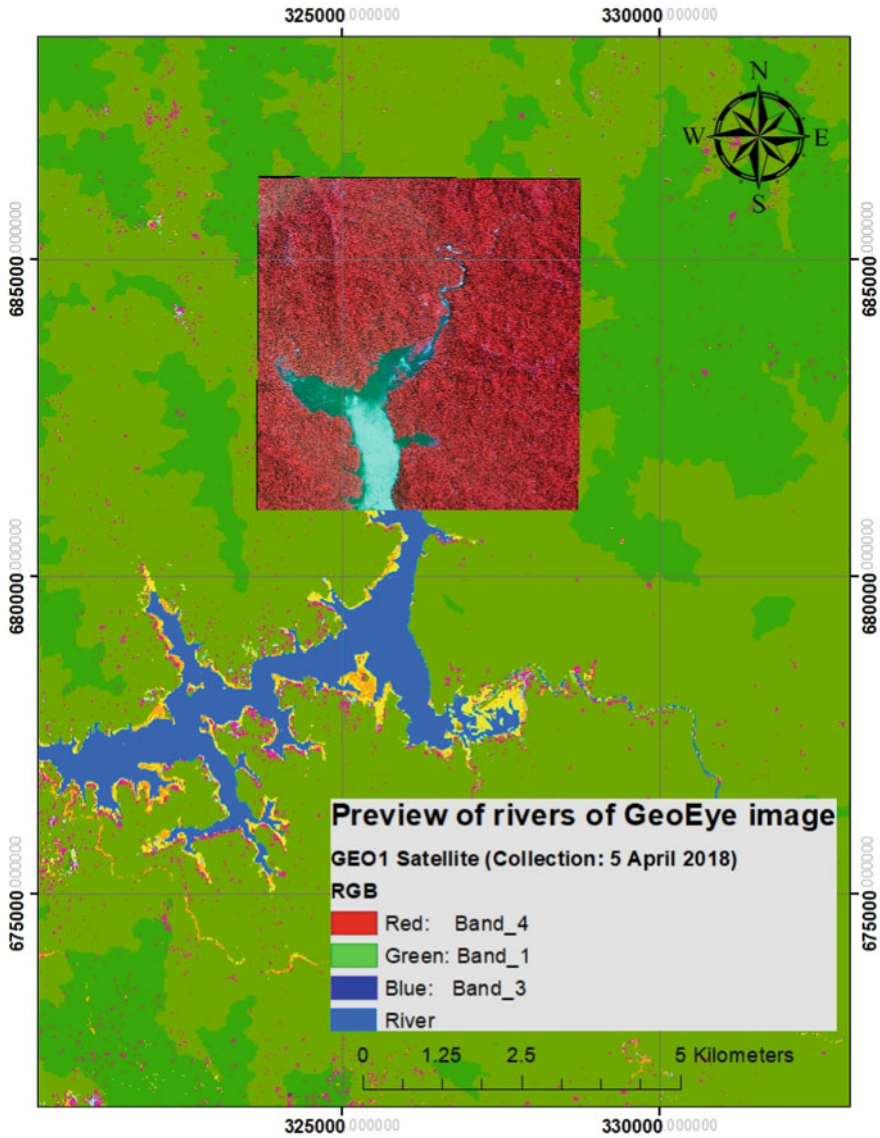 325000.000000 330000.000000
N
W E
S
685000.000000 685000.000000
680000.000000 680000.000000
675000.000000 675000.000000
Preview of rivers of GeoEye image
GEO1 Satellite (Collection: 5 April 2018)
RGB
Red: Band_4
Green: Band_1
Blue: Band_3
River
0 1.25 2.5 5 Kilometers
325000.000000 330000.000000